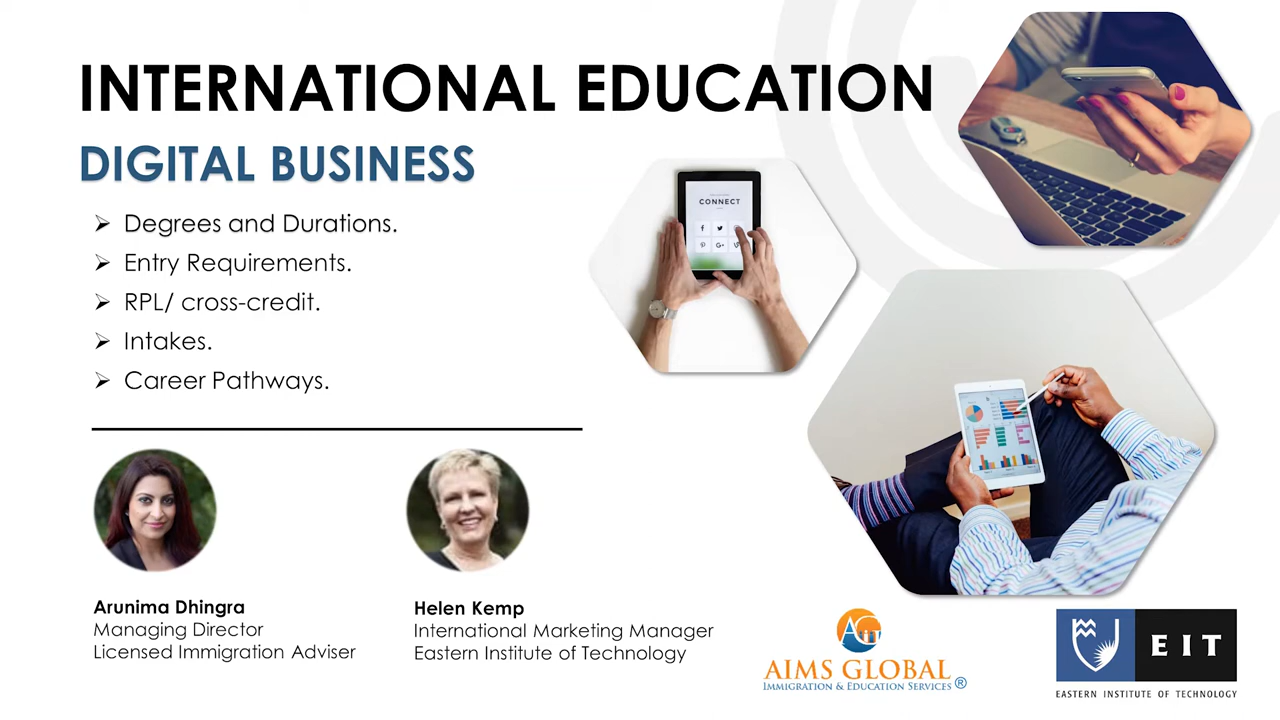 INTERNATIONAL EDUCATION
DIGITAL BUSINESS
Degrees and Durations.
Entry Requirements.
RPL/ cross-credit.
Intakes.
Career Pathways.
CONNECT
Arunima Dhingra
Managing Director
Licensed Immigration Adviser
Helen Kemp
International Marketing Manager
Eastern Institute of Technology
AIMS GLOBAL
IMMIGRATION & EDUCATION SERVICES ®
EIT
EASTERN INSTITUTE OF TECHNOLOGY